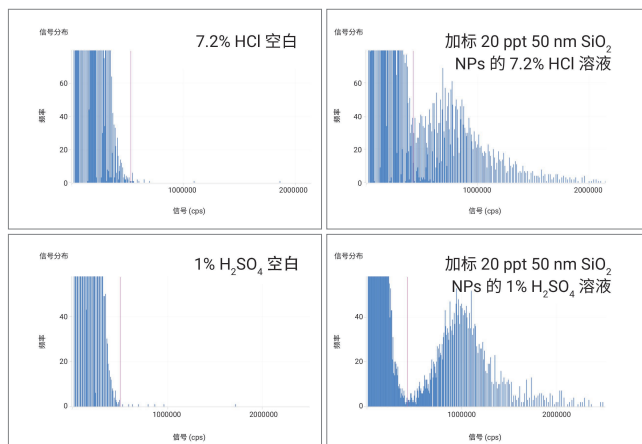 信号分布
7.2% HCl 空白
频率
60
40
20
0
1000000
2000000
信号 (cps)
信号分布
加标 20 ppt 50 nm SiO₂
NPs 的 7.2% HCl 溶液
频率
60
40
20
0
1000000
2000000
信号 (cps)
信号分布
1% H₂SO₄ 空白
频率
40
20
0
1000000
2000000
信号 (cps)
信号分布
加标 20 ppt 50 nm SiO₂
NPs 的 1% H₂SO₄ 溶液
频率
40
20
0
1000000
2000000
信号 (cps)